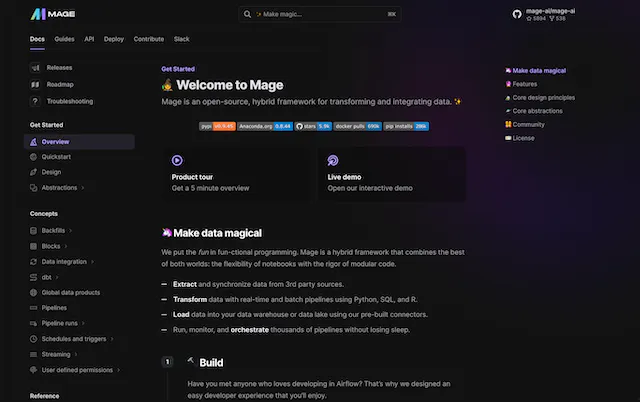 MAGE
Make magic...
⌘K
mage-ai/mage-ai
5894 538
Docs Guides API Deploy Contribute Slack
Releases
Roadmap
Troubleshooting
Get Started
Overview
Quickstart
Design
Abstractions
Concepts
Backfills
Blocks
Data integration
dbt
Global data products
Pipelines
Pipeline runs
Schedules and triggers
Streaming
User defined permissions
Reference
Get Started
Welcome to Mage
Mage is an open-source, hybrid framework for transforming and integrating data. ✨
pypi
Anaconda.org
stars
docker pulls
pip installs
Product tour
Get a 5 minute overview
Live demo
Open our interactive demo
Make data magical
We put the fun in fun-ctional programming. Mage is a hybrid framework that combines the best
of both worlds: the flexibility of notebooks with the rigor of modular code.
— Extract and synchronize data from 3rd party sources.
— Transform data with real-time and batch pipelines using Python, SQL, and R.
— Load data into your data warehouse or data lake using our pre-built connectors.
— Run, monitor, and orchestrate thousands of pipelines without losing sleep.
1 Build
Have you met anyone who loves developing in Airflow? That's why we designed an
easy developer experience that you'll enjoy.
Make data magical
Features
Core design principles
Core abstractions
Community
License